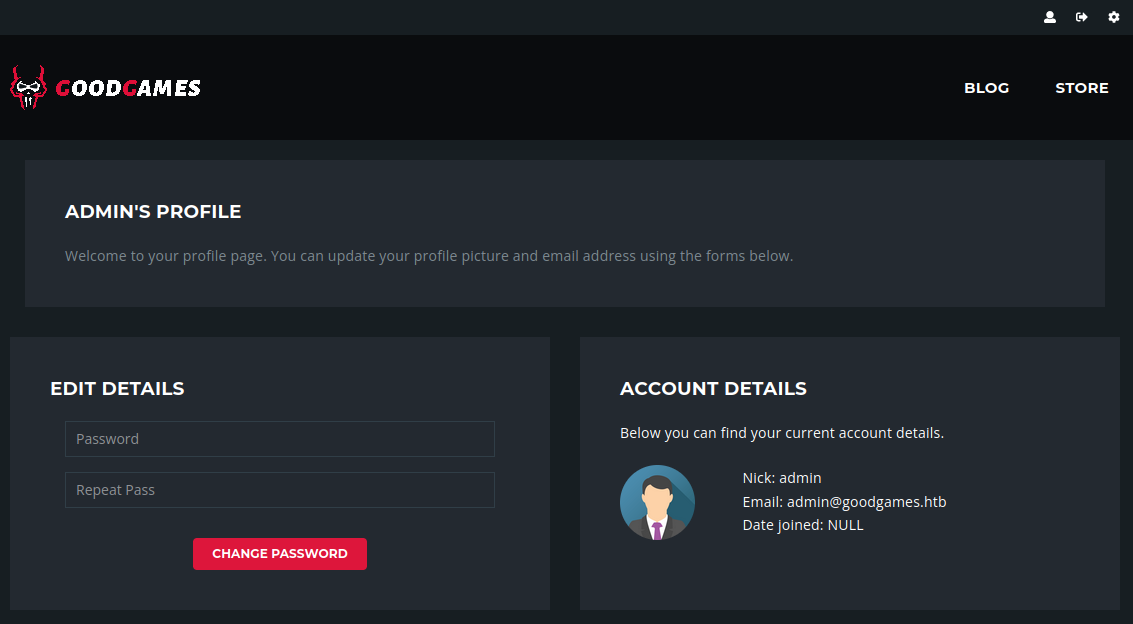 GOODGAMES
BLOG STORE
ADMIN'S PROFILE
Welcome to your profile page. You can update your profile picture and email address using the forms below.
EDIT DETAILS
Password
Repeat Pass
CHANGE PASSWORD
ACCOUNT DETAILS
Below you can find your current account details.
Nick: admin
Email: admin@goodgames.htb
Date joined: NULL